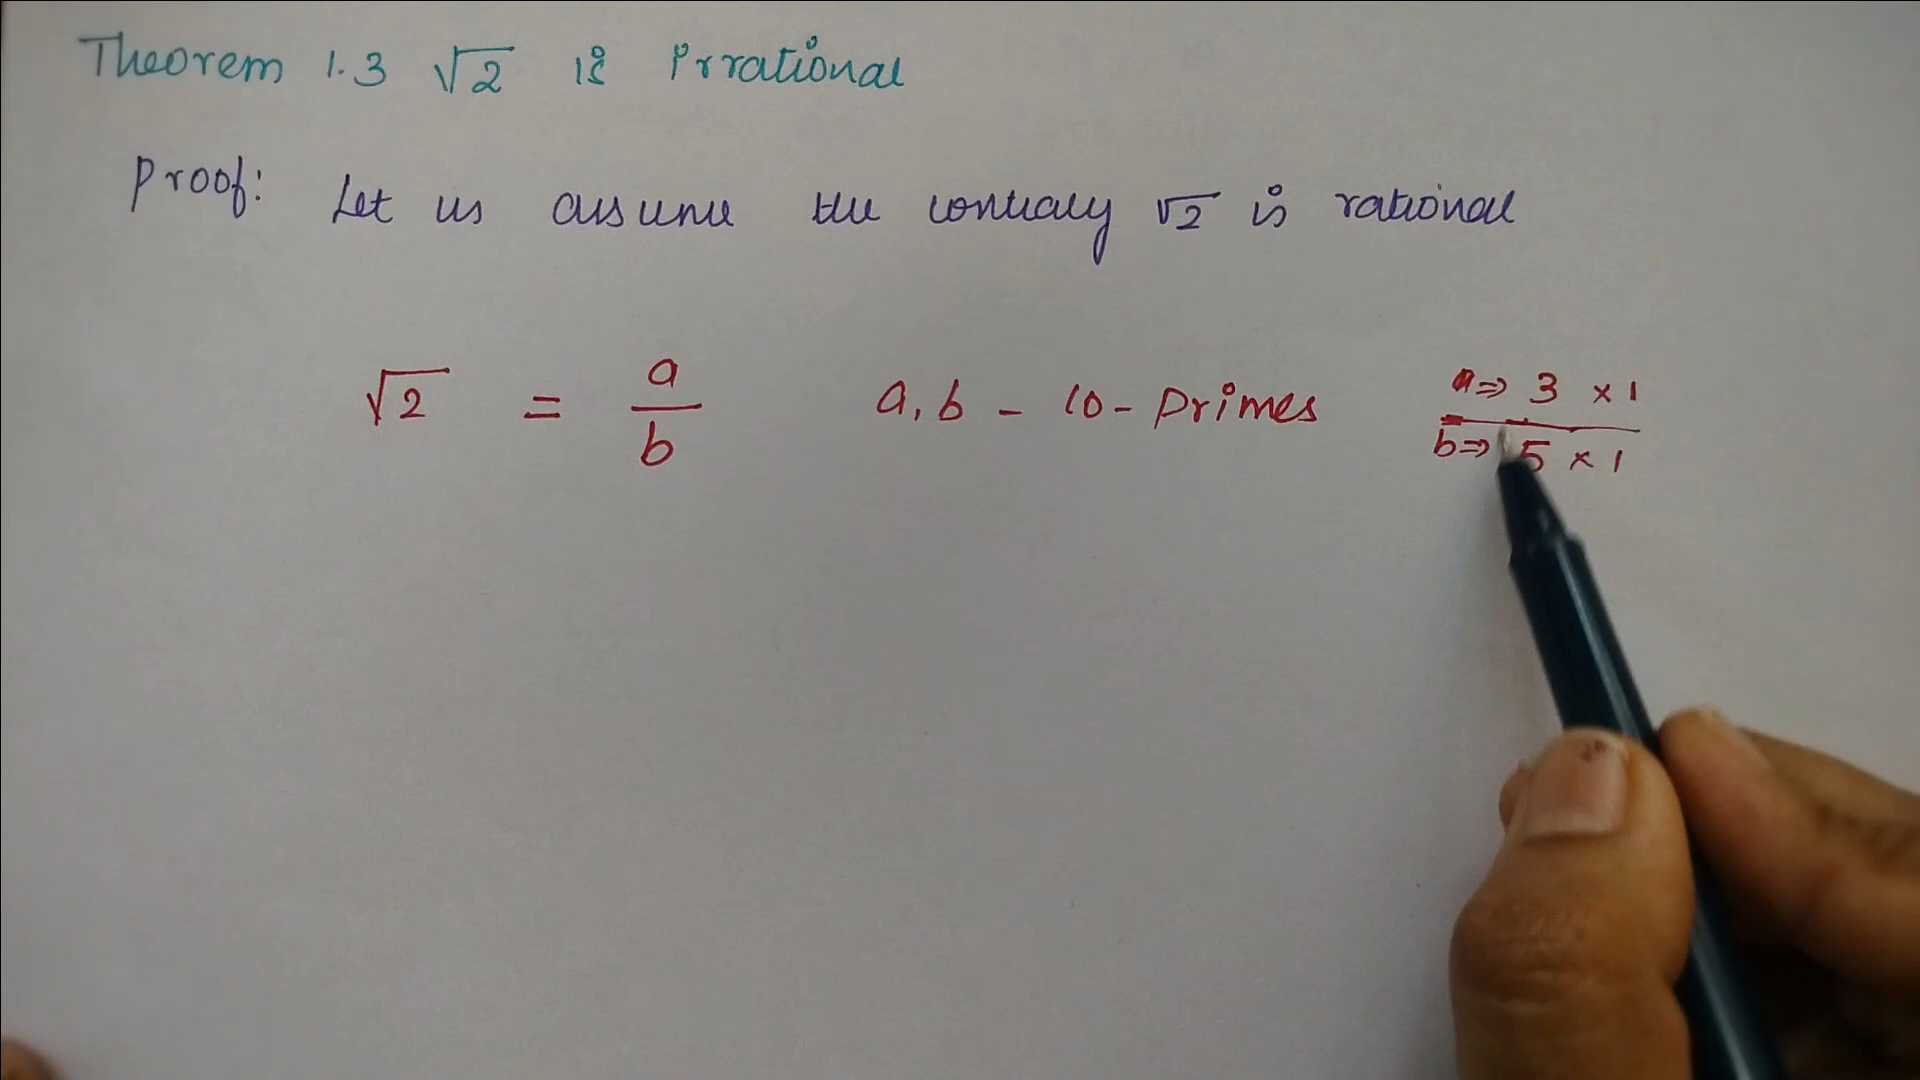 Theorem 1.3 √2 is irrational
Proof: Let us assume the contrary √2 is rational
√2 = a/b a, b - co-primes
a ⇒ 3 × 1
b ⇒ 5 × 1